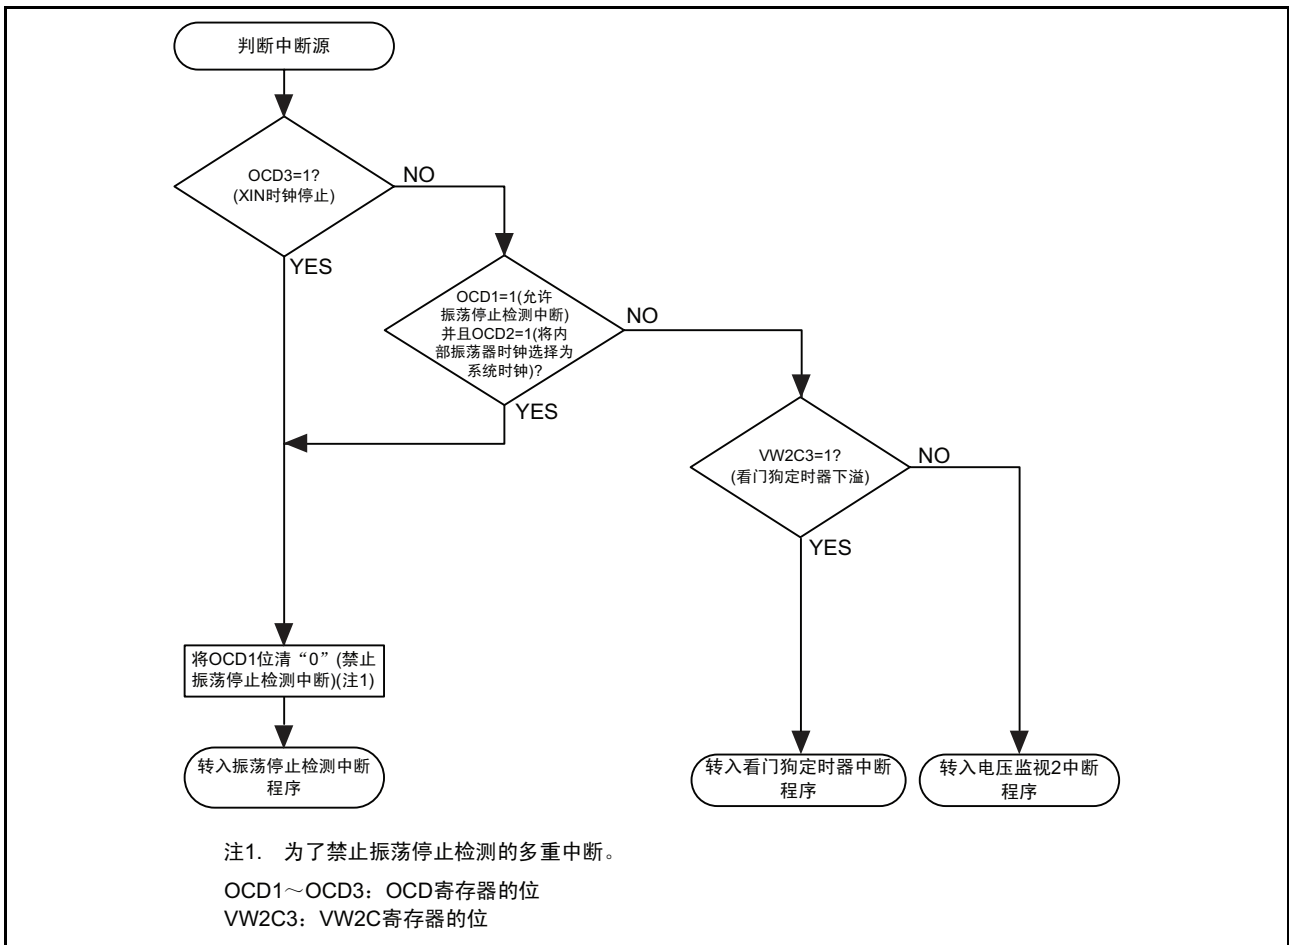 判断中断源
OCD3=1?
(XIN时钟停止)
NO
YES
OCD1=1(允许
振荡停止检测中断)
并且OCD2=1(将内
部振荡器时钟选择为
系统时钟)?
NO
YES
VW2C3=1?
(看门狗定时器下溢)
NO
YES
将OCD1位清“0”(禁止
振荡停止检测中断)(注1)
转入振荡停止检测中断
程序
转入看门狗定时器中断
程序
转入电压监视2中断
程序
注1. 为了禁止振荡停止检测的多重中断。
OCD1～OCD3：OCD寄存器的位
VW2C3：VW2C寄存器的位